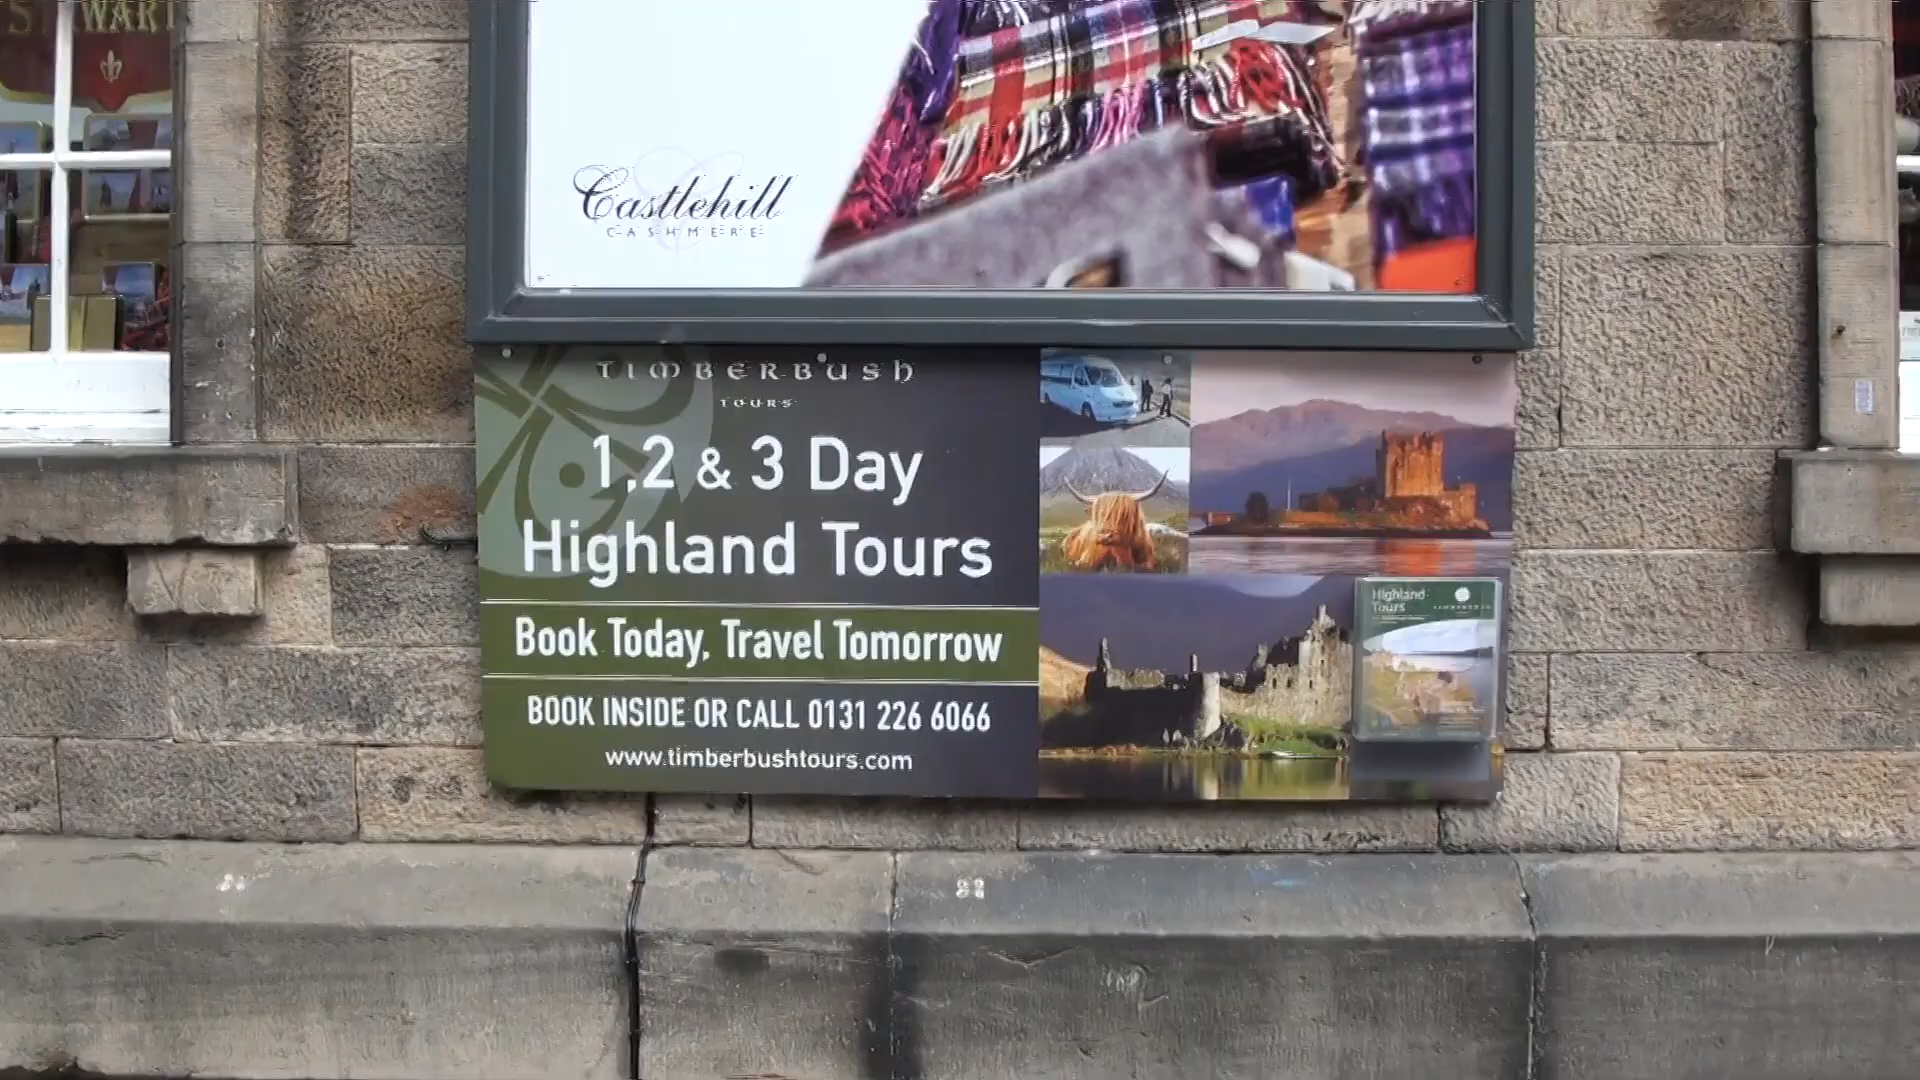 STEWART
Castlehill
CASHMERE
TIMBERBUSH
TOURS
1,2 & 3 Day
Highland Tours
Book Today, Travel Tomorrow
BOOK INSIDE OR CALL 0131 226 6066
www.timberbushtours.com
Highland
Tours